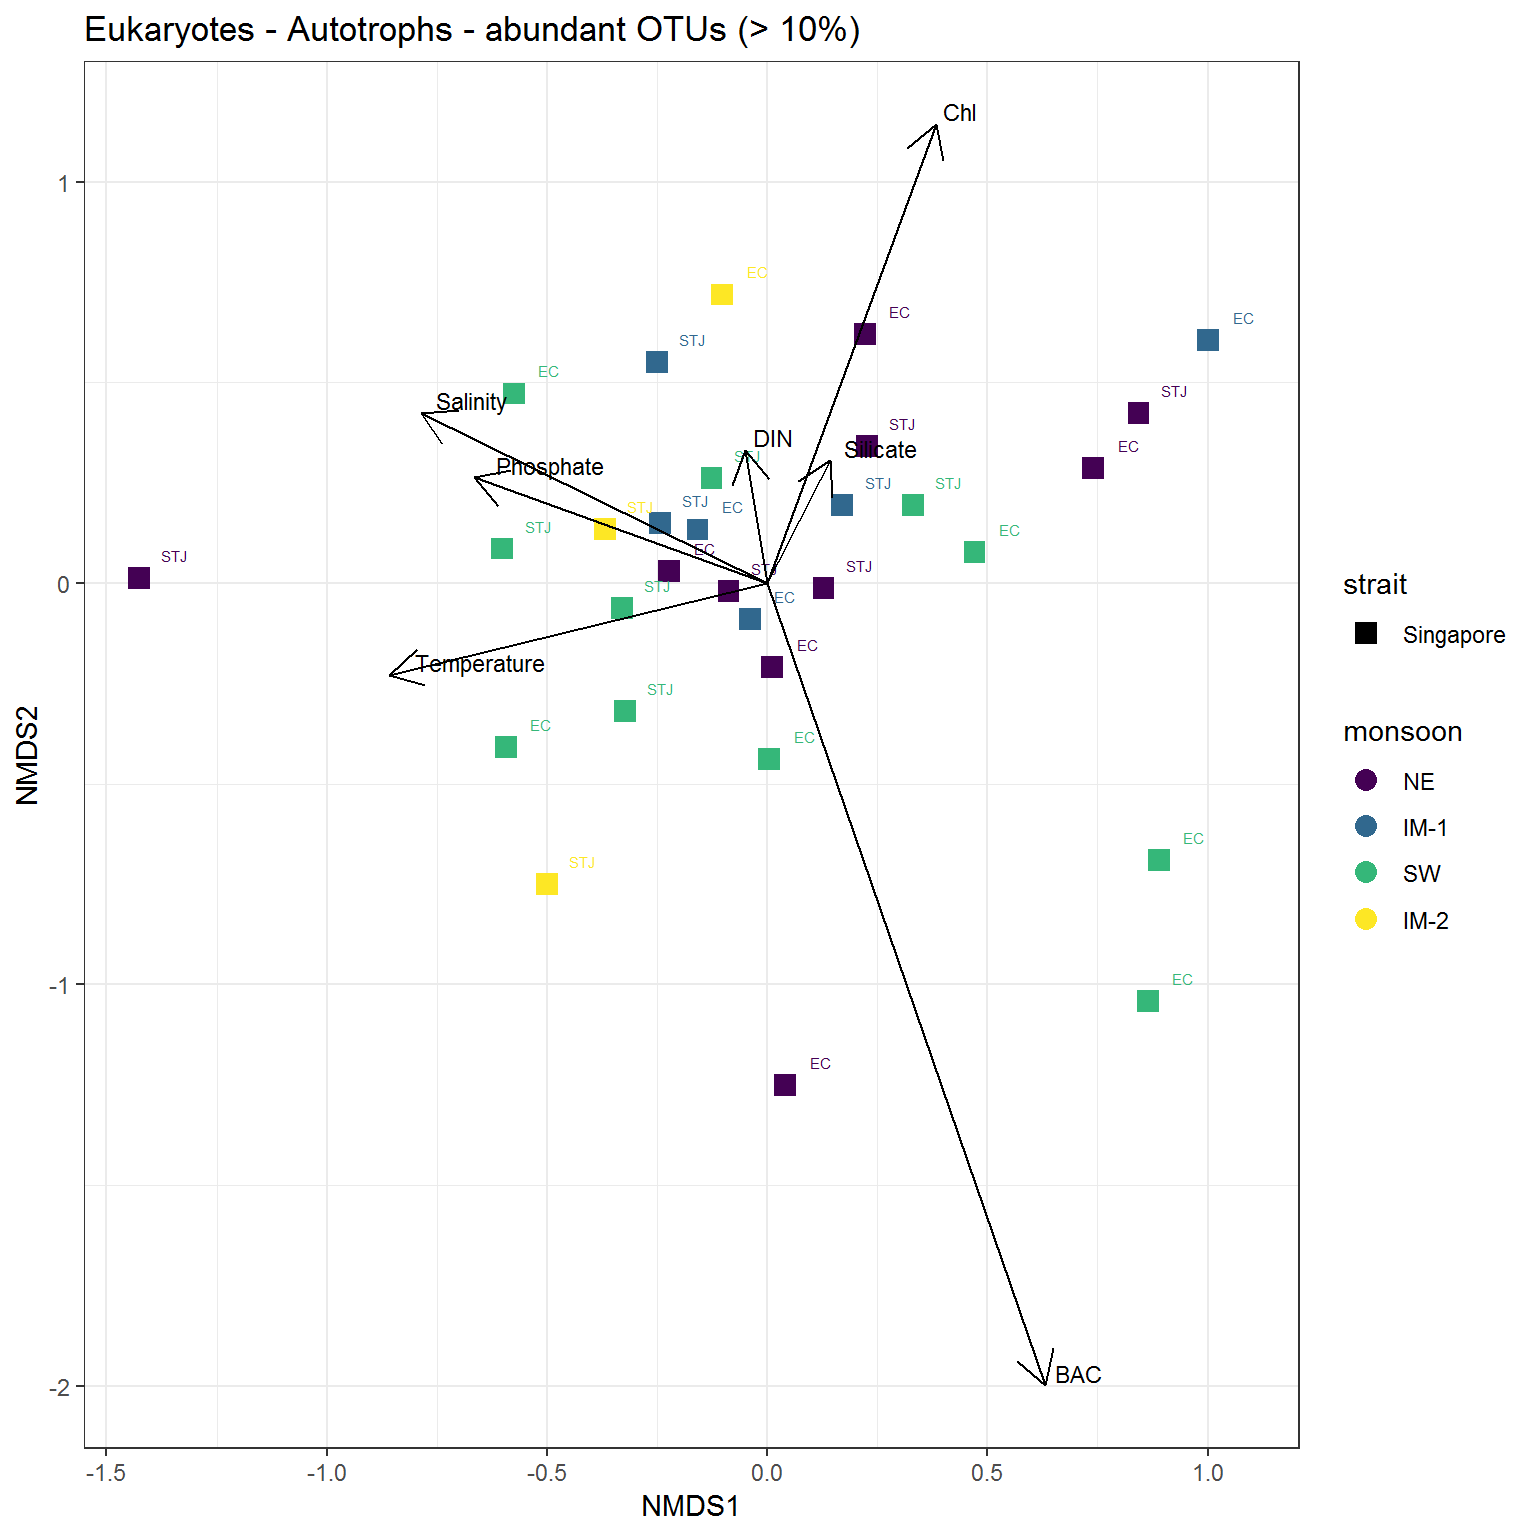 Eukaryotes - Autotrophs - abundant OTUs (> 10%)
Chl
EC
EC
EC
STJ
EC
STJ
Salinity
STJ
DIN
EC
Silicate
STJ
Phosphate
STJ
STJ
STJ
STJ
EC
STJ
EC
EC
STJ
STJ
STJ
STJ
EC
EC
Temperature
STJ
EC
EC
EC
STJ
EC
EC
BAC
1
0
-1
-2
NMDS2
-1.5
-1.0
-0.5
0.0
0.5
1.0
NMDS1
strait
Singapore
monsoon
NE
IM-1
SW
IM-2